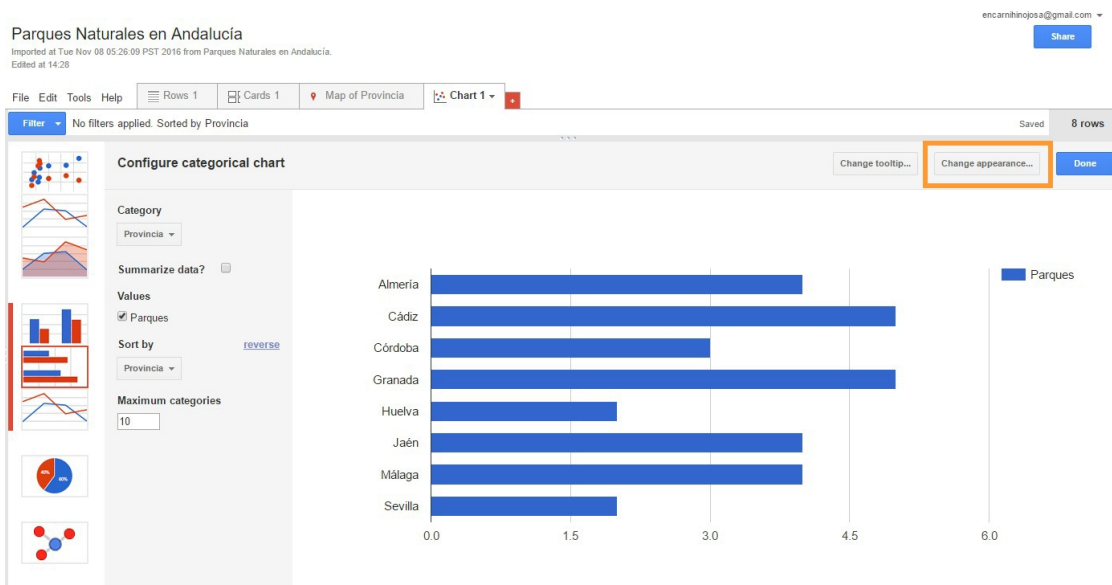 encarnihinojosa@gmail.com
Parques Naturales en Andalucía
Share
Imported at Tue Nov 08 05:26:09 PST 2016 from Parques Naturales en Andalucía.
Edited at 14:28
File Edit Tools Help Rows 1 Cards 1 Map of Provincia Chart 1
Filter No filters applied. Sorted by Provincia Saved 8 rows
Configure categorical chart Change tooltip... Change appearance... Done
Category
Provincia
Summarize data?
Values
Parques
Sort by reverse
Provincia
Maximum categories
10
Parques
Almería
Cádiz
Córdoba
Granada
Huelva
Jaén
Málaga
Sevilla
0.0 1.5 3.0 4.5 6.0